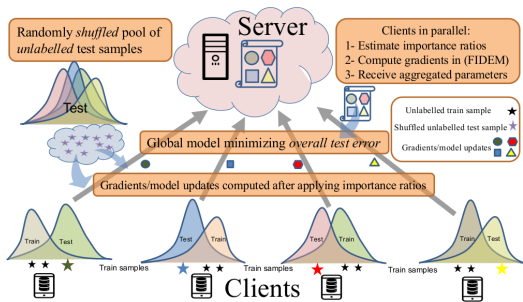 Randomly shuffled pool of
unlabelled test samples
Server
Clients in parallel:
1- Estimate importance ratios
2- Compute gradients in (FIDEM)
3- Receive aggregated parameters
Test
Unlabelled train sample
Shuffled unlabelled test sample
Gradients/model updates
Global model minimizing overall test error
Gradients/model updates computed after applying importance ratios
Train
Test
Test
Train
Test
Train
Train
Test
Train samples
Train samples
Train samples
Clients